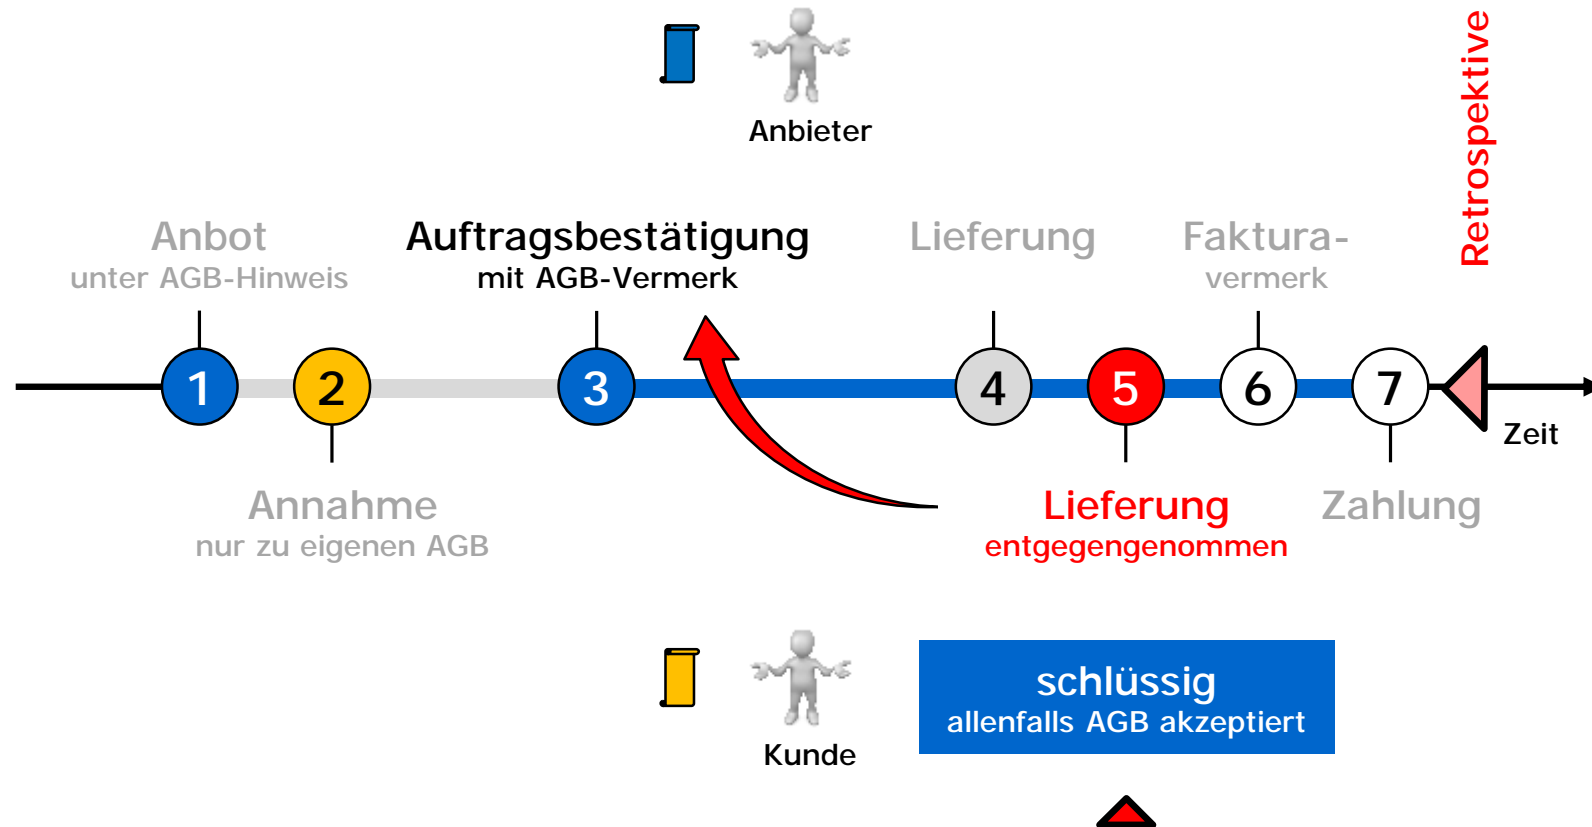 Anbieter
Retrospektive
Anbot
unter AGB-Hinweis
Auftragsbestätigung
mit AGB-Vermerk
Lieferung
Faktura-
vermerk
1
2
3
4
5
6
7
Zeit
Annahme
nur zu eigenen AGB
Lieferung
entgegengenommen
Zahlung
Kunde
schlüssig
allenfalls AGB akzeptiert